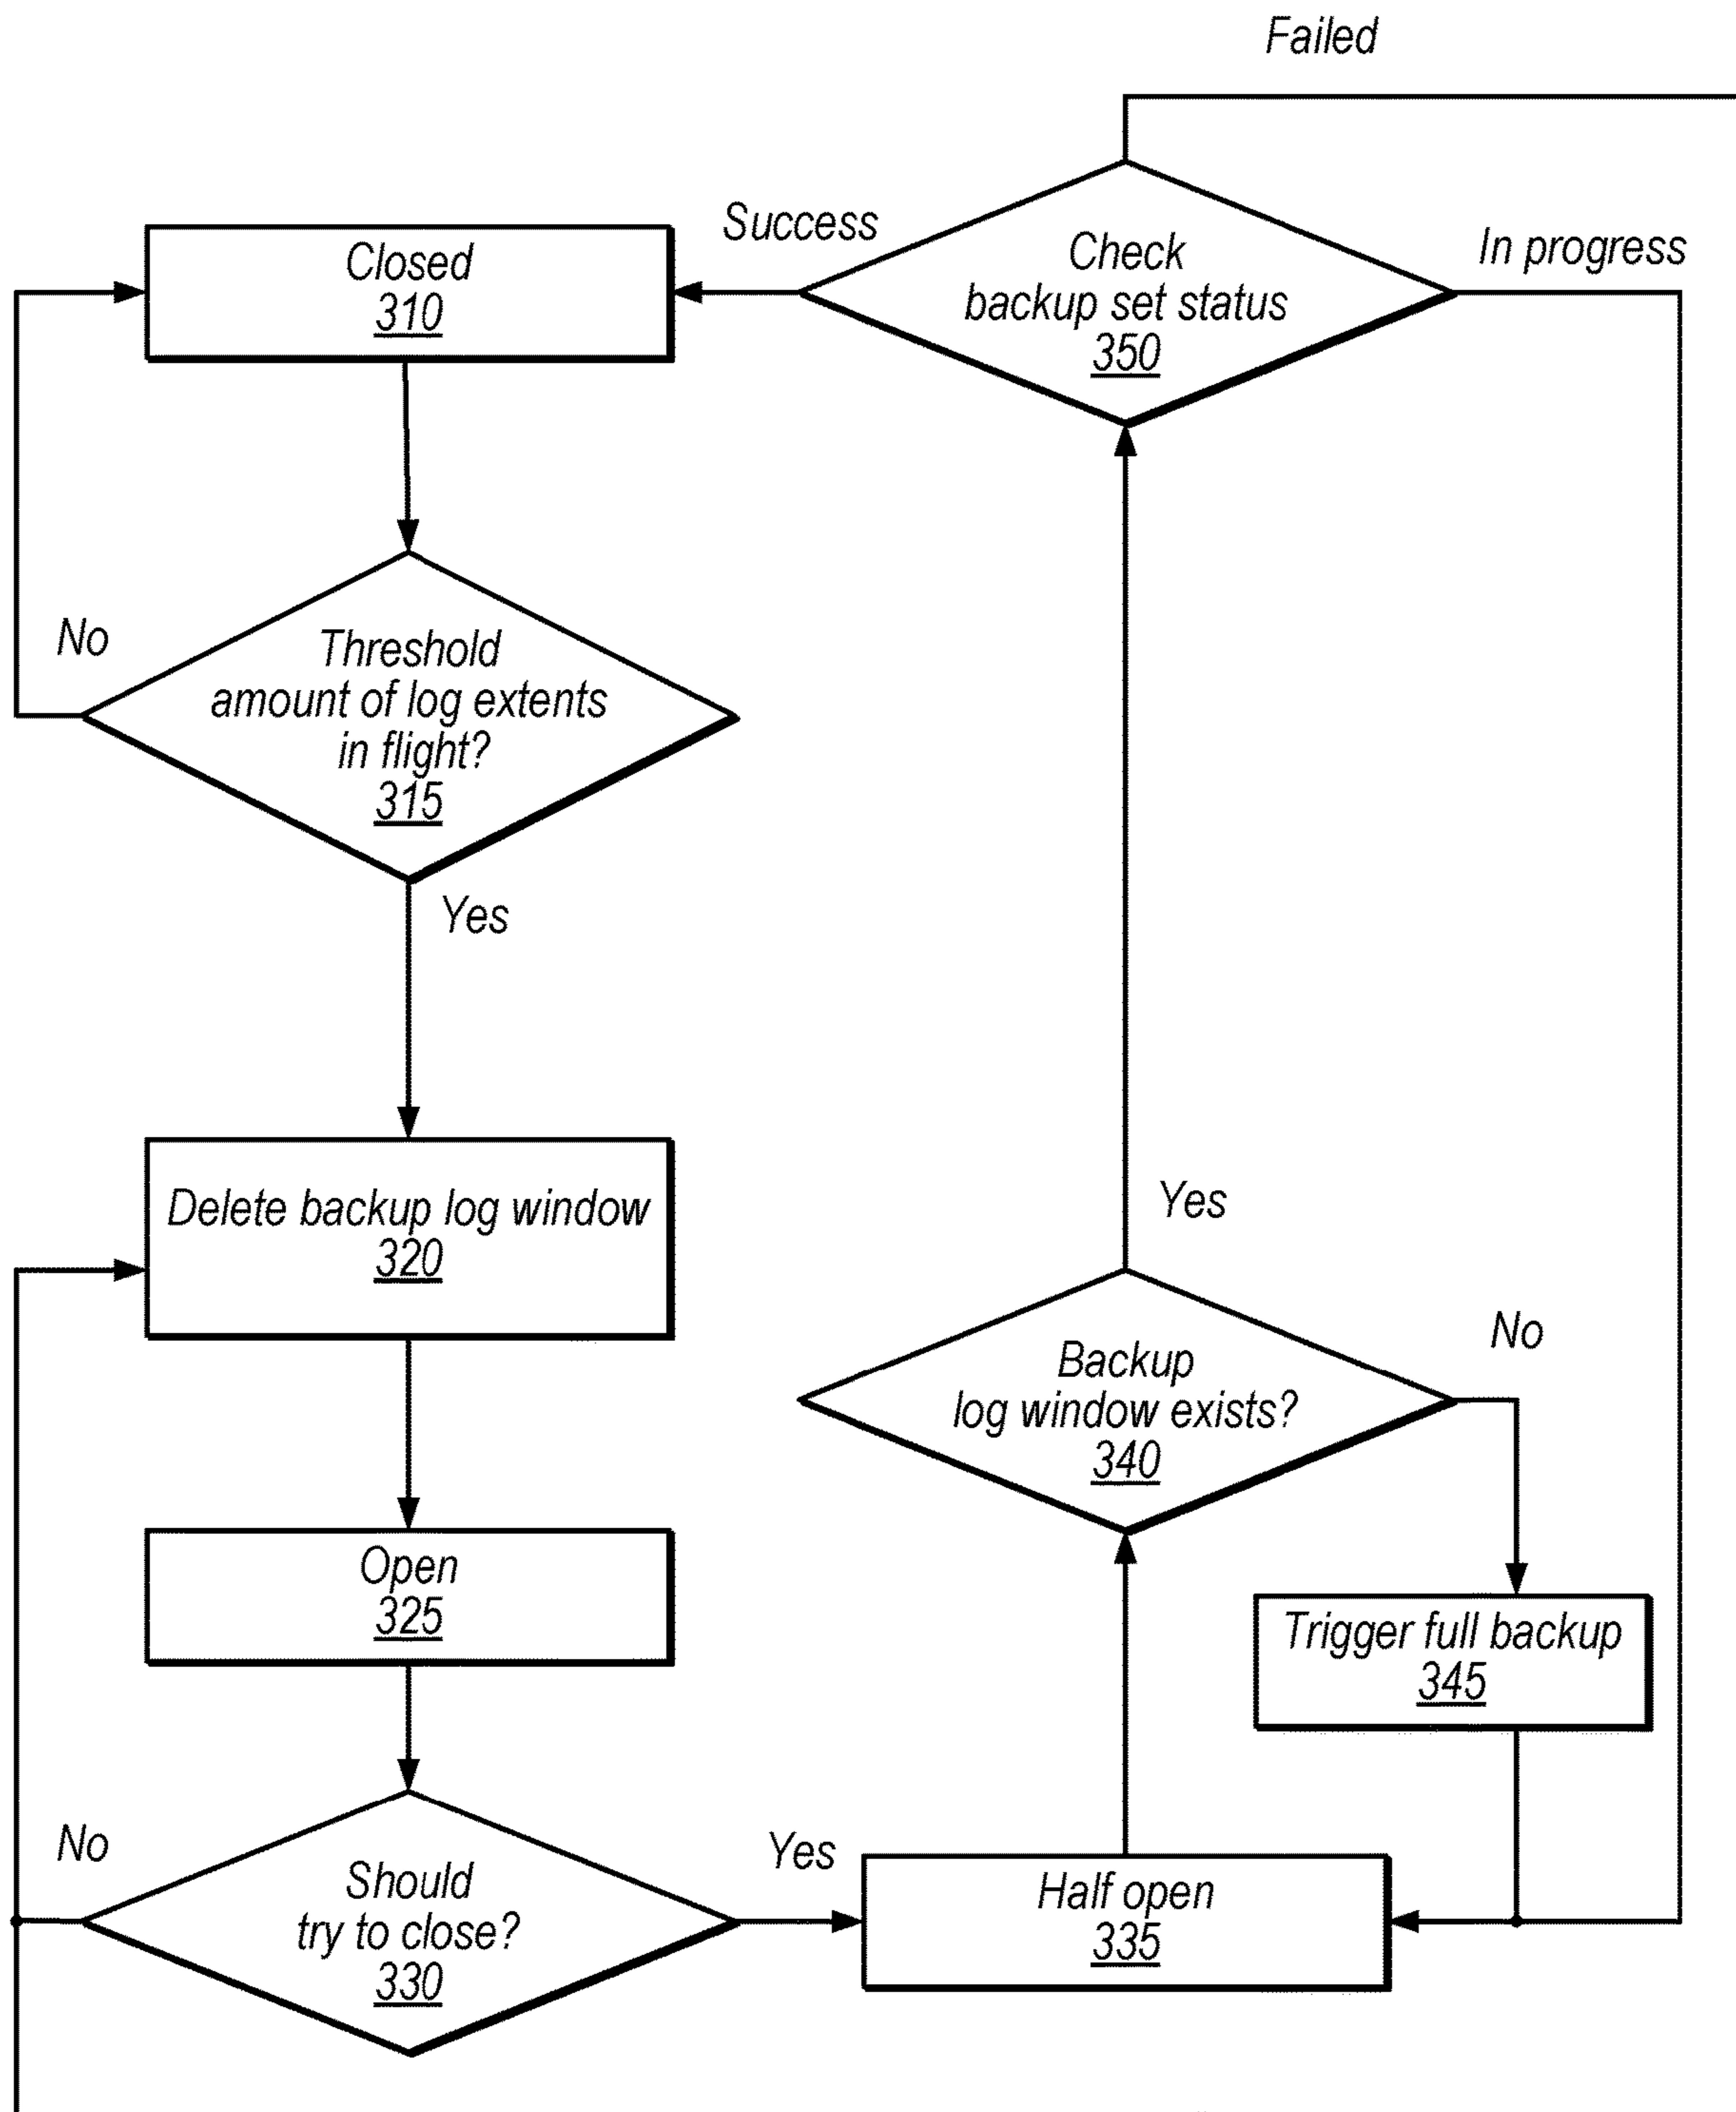 Failed
Success
In progress
Closed
310
Check
backup set status
350
No
Threshold
amount of log extents
in flight?
315
Yes
Delete backup log window
320
Yes
No
Backup
log window exists?
340
Open
325
Trigger full backup
345
No
Should
try to close?
330
Yes
Half open
335